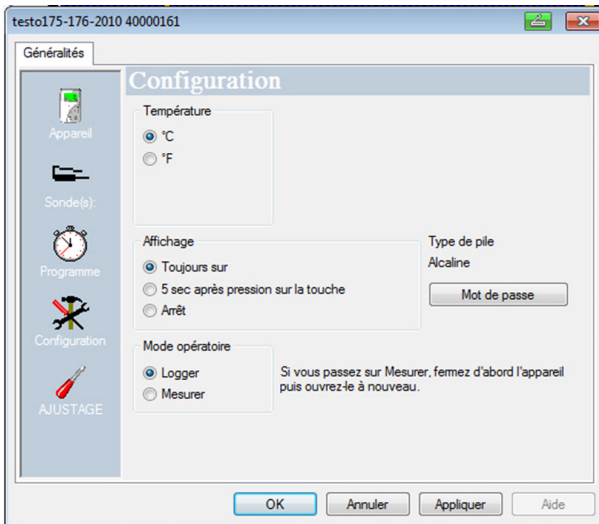 testo175-176-2010 40000161
Généralités
Configuration
Appareil
Sonde(s):
Programme
Configuration
AJUSTAGE
Température
°C
°F
Affichage
Toujours sur
5 sec après pression sur la touche
Arrêt
Type de pile
Alcaline
Mot de passe
Mode opératoire
Logger
Mesurer
Si vous passez sur Mesurer, fermez d'abord l'appareil
puis ouvrez-le à nouveau.
OK
Annuler
Appliquer
Aide